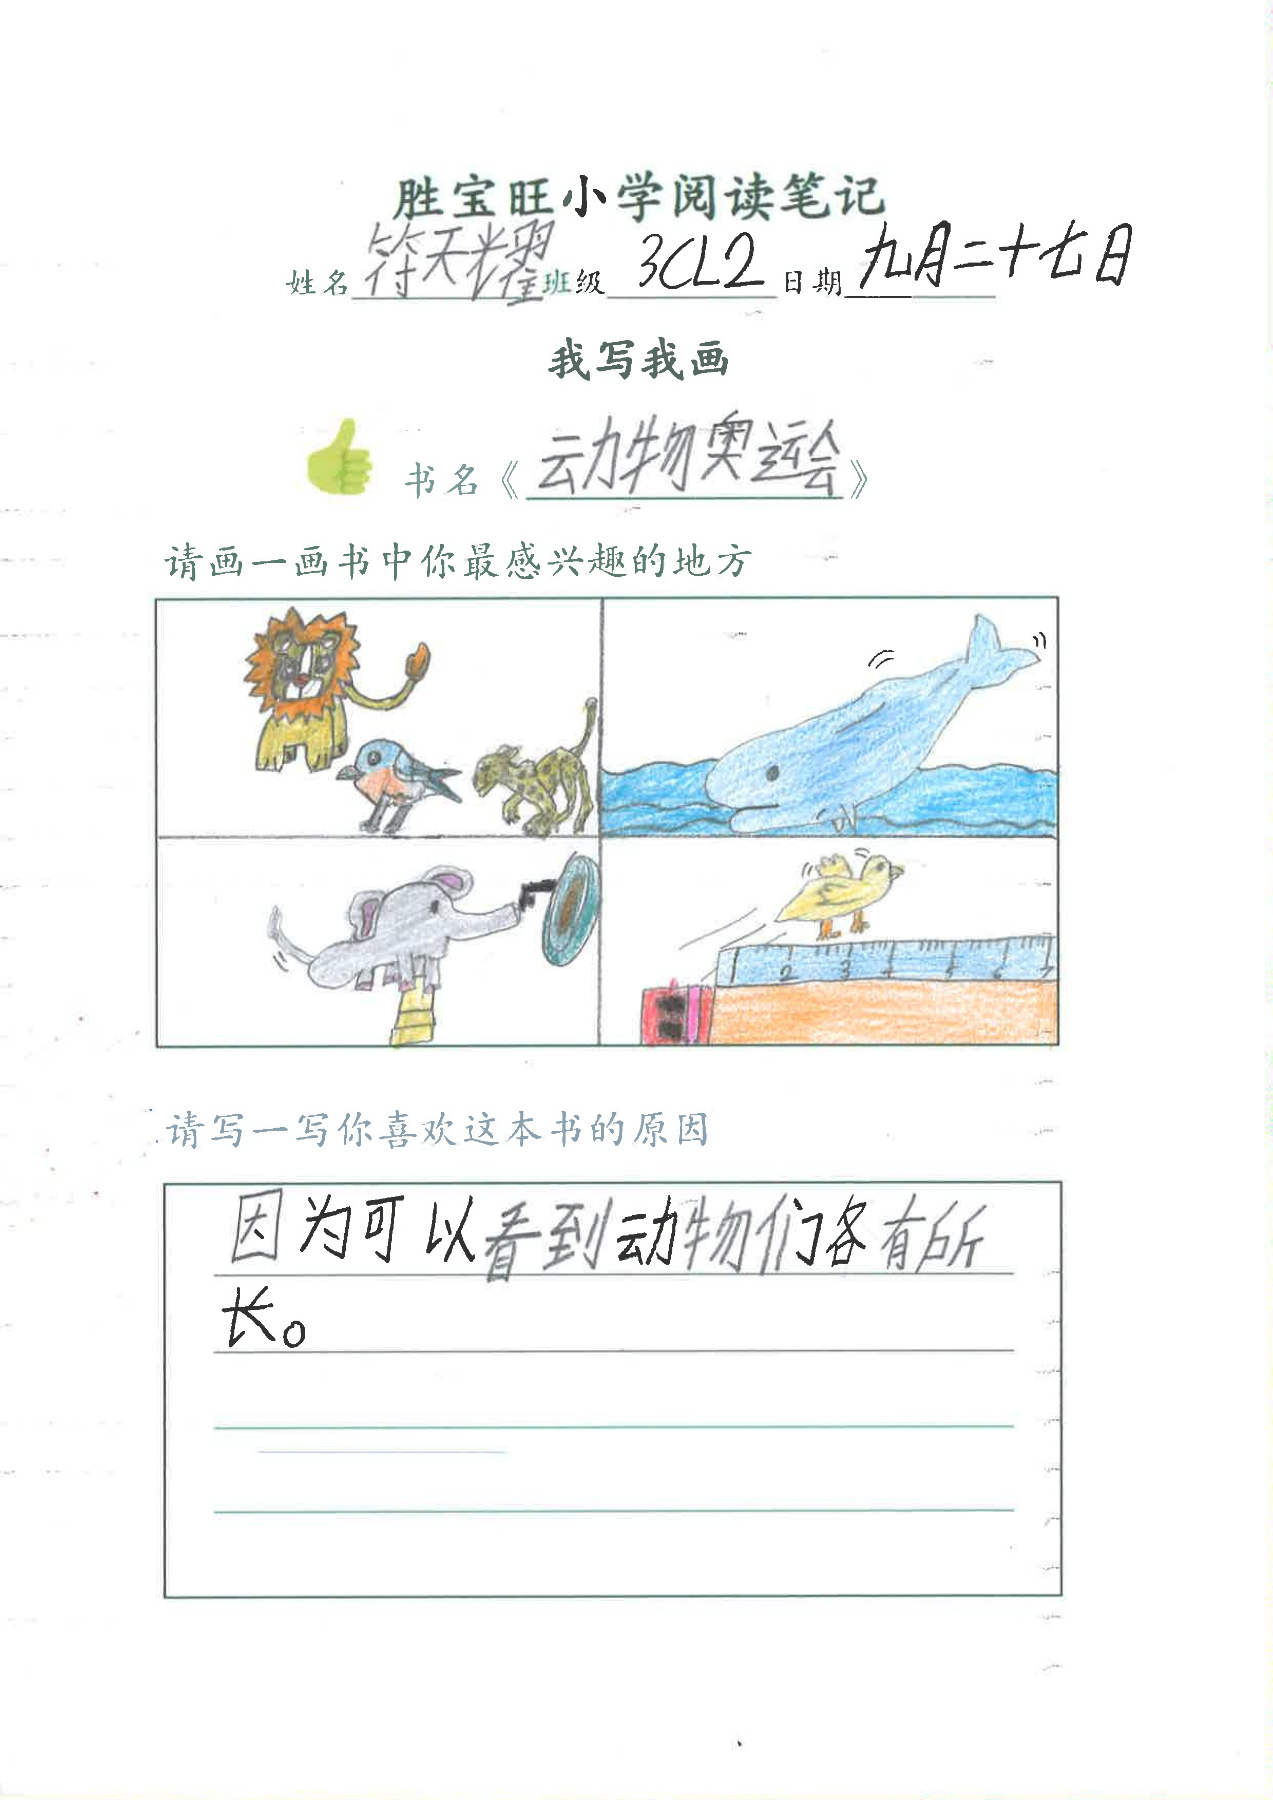 胜宝旺小学阅读笔记
姓名 符天耀 班级 3CL2 日期 九月二十七日
我写我画
书名《动物奥运会》
请画一画书中你最感兴趣的地方
1 2 3 4 5 6 7
请写一写你喜欢这本书的原因
因为可以看到动物们各有所
长。